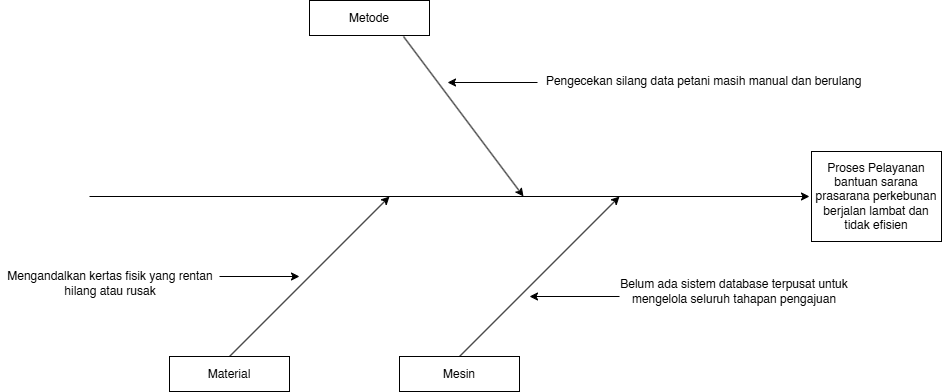 Metode
Pengecekan silang data petani masih manual dan berulang
Proses Pelayanan
bantuan sarana
prasarana perkebunan
berjalan lambat dan
tidak efisien
Mengandalkan kertas fisik yang rentan
hilang atau rusak
Belum ada sistem database terpusat untuk
mengelola seluruh tahapan pengajuan
Material
Mesin